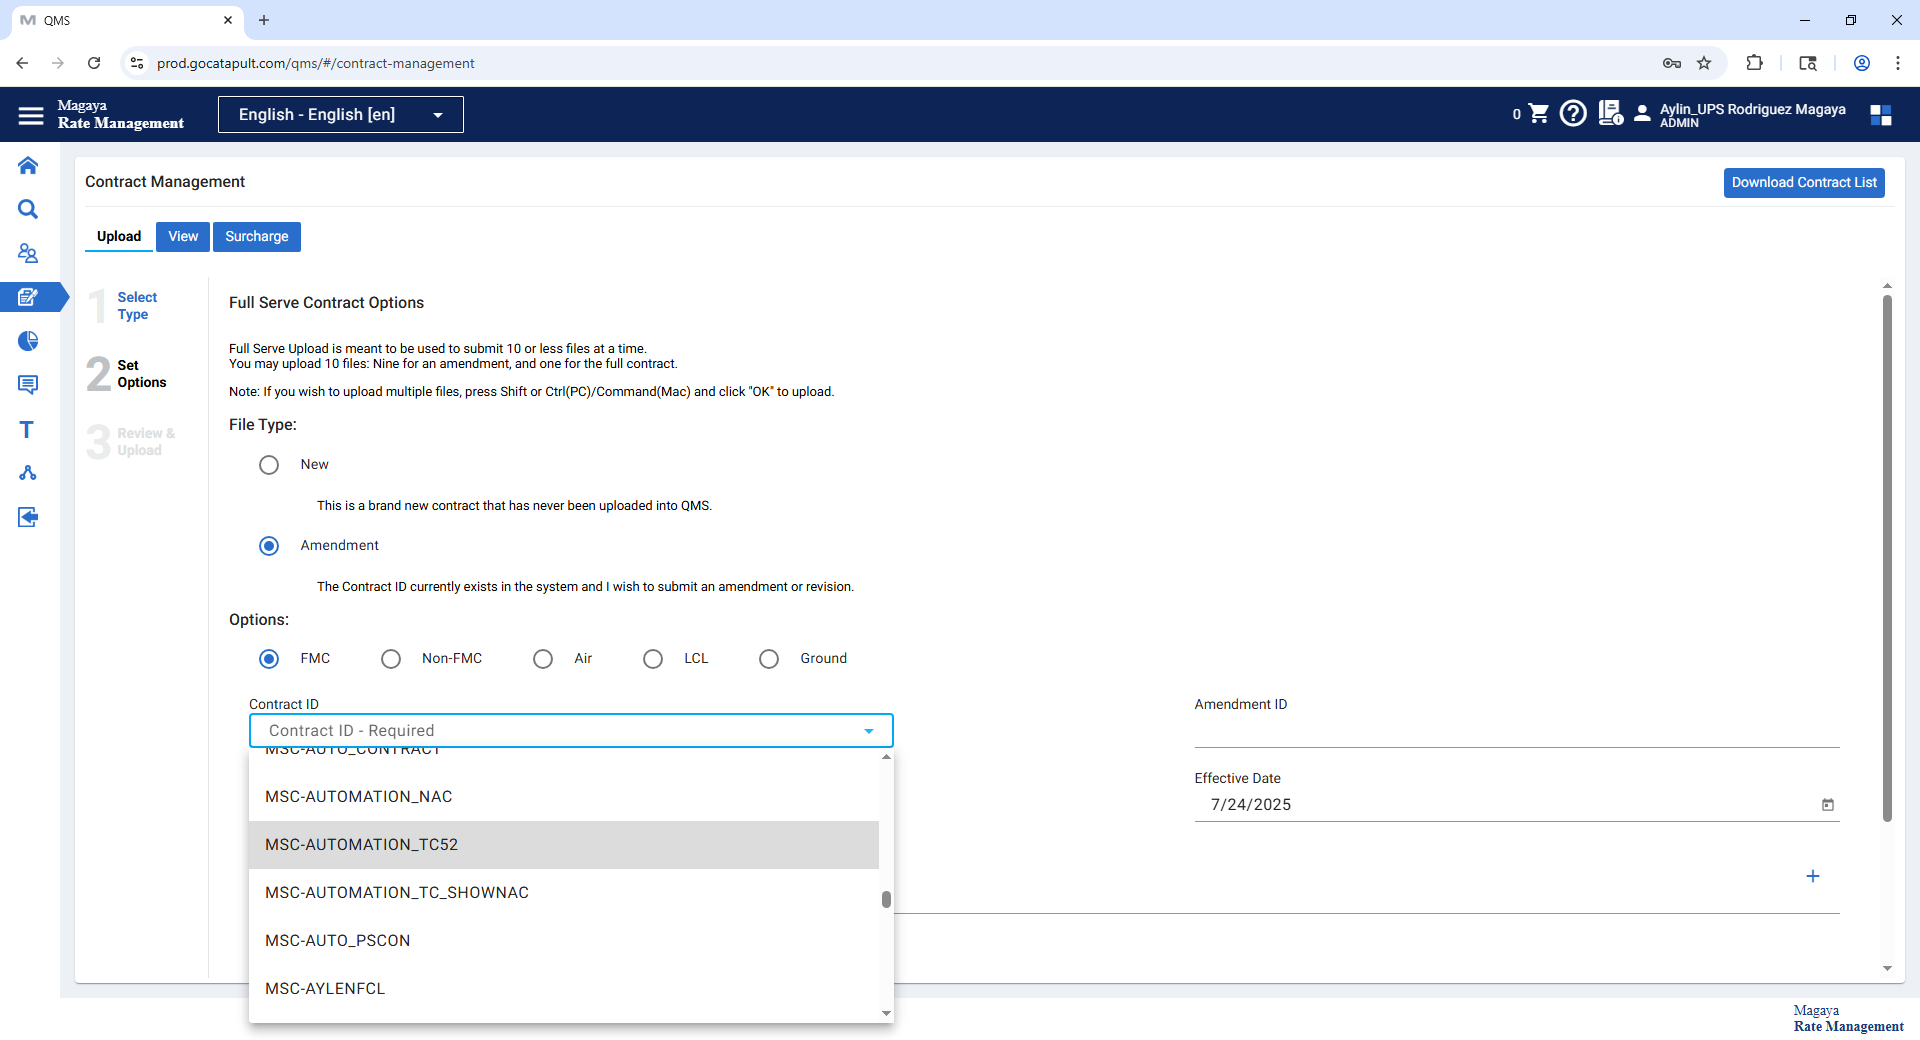 QMS
prod.gocatapult.com/qms/#/contract-management
Magaya
Rate Management
English - English [en]
0
Aylin_UPS Rodriguez Magaya
ADMIN
Contract Management
Download Contract List
Upload
View
Surcharge
1
Select
Type
2
Set
Options
3
Review &
Upload
Full Serve Contract Options
Full Serve Upload is meant to be used to submit 10 or less files at a time.
You may upload 10 files: Nine for an amendment, and one for the full contract.
Note: If you wish to upload multiple files, press Shift or Ctrl(PC)/Command(Mac) and click "OK" to upload.
File Type:
New
This is a brand new contract that has never been uploaded into QMS.
Amendment
The Contract ID currently exists in the system and I wish to submit an amendment or revision.
Options:
FMC
Non-FMC
Air
LCL
Ground
Contract ID
Contract ID - Required
MSC-AUTO_CONTRACT
MSC-AUTOMATION_NAC
MSC-AUTOMATION_TC52
MSC-AUTOMATION_TC_SHOWNAC
MSC-AUTO_PSCON
MSC-AYLENFCL
Amendment ID
Effective Date
7/24/2025
Magaya
Rate Management